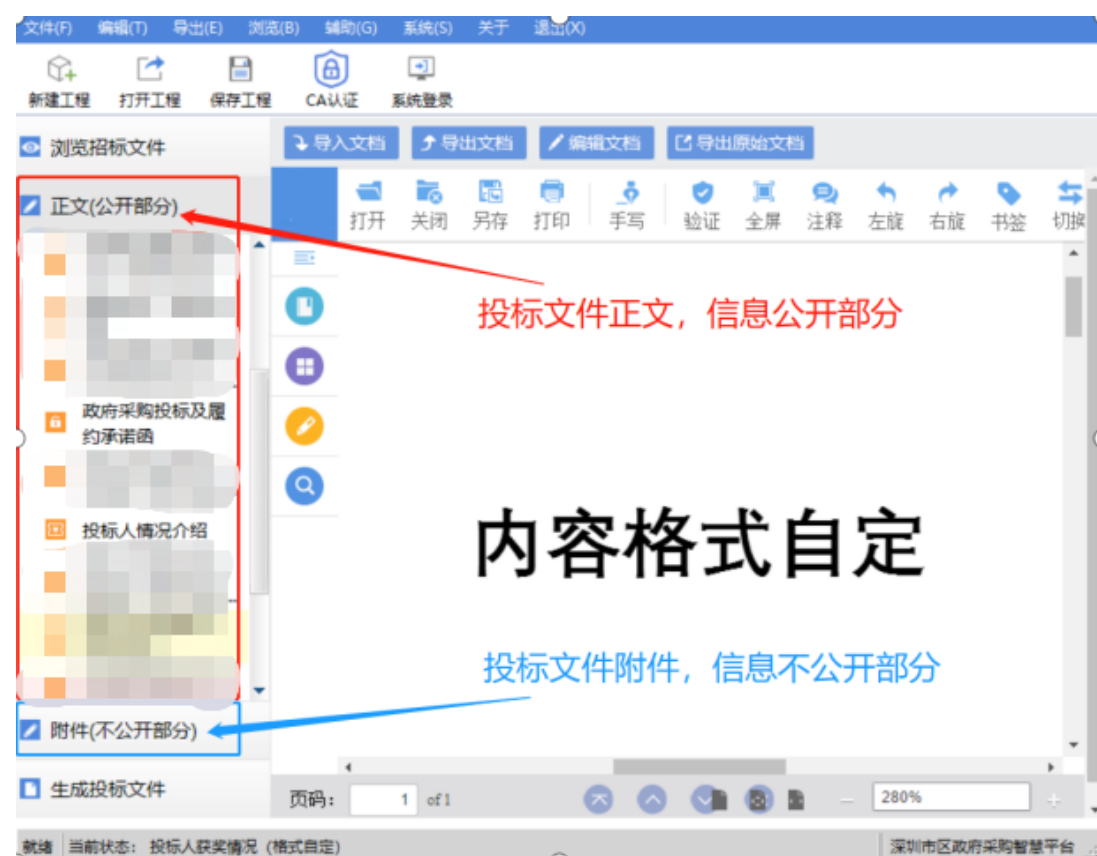 文件(F) 编辑(T) 导出(E) 浏览(B) 辅助(G) 系统(S) 关于 退出(X)
新建工程 打开工程 保存工程 CA认证 系统登录
浏览招标文件
导入文档 导出文档 编辑文档 导出原始文档
正文(公开部分)
打开 关闭 另存 打印 手写 验证 全屏 注释 左旋 右旋 书签 切换
投标文件正文，信息公开部分
政府采购投标及履
约承诺函
投标人情况介绍
内容格式自定
投标文件附件，信息不公开部分
附件(不公开部分)
生成投标文件
页码: 1 of 1 280%
就绪 当前状态: 投标人获奖情况 (格式自定) 深圳市区政府采购智慧平台